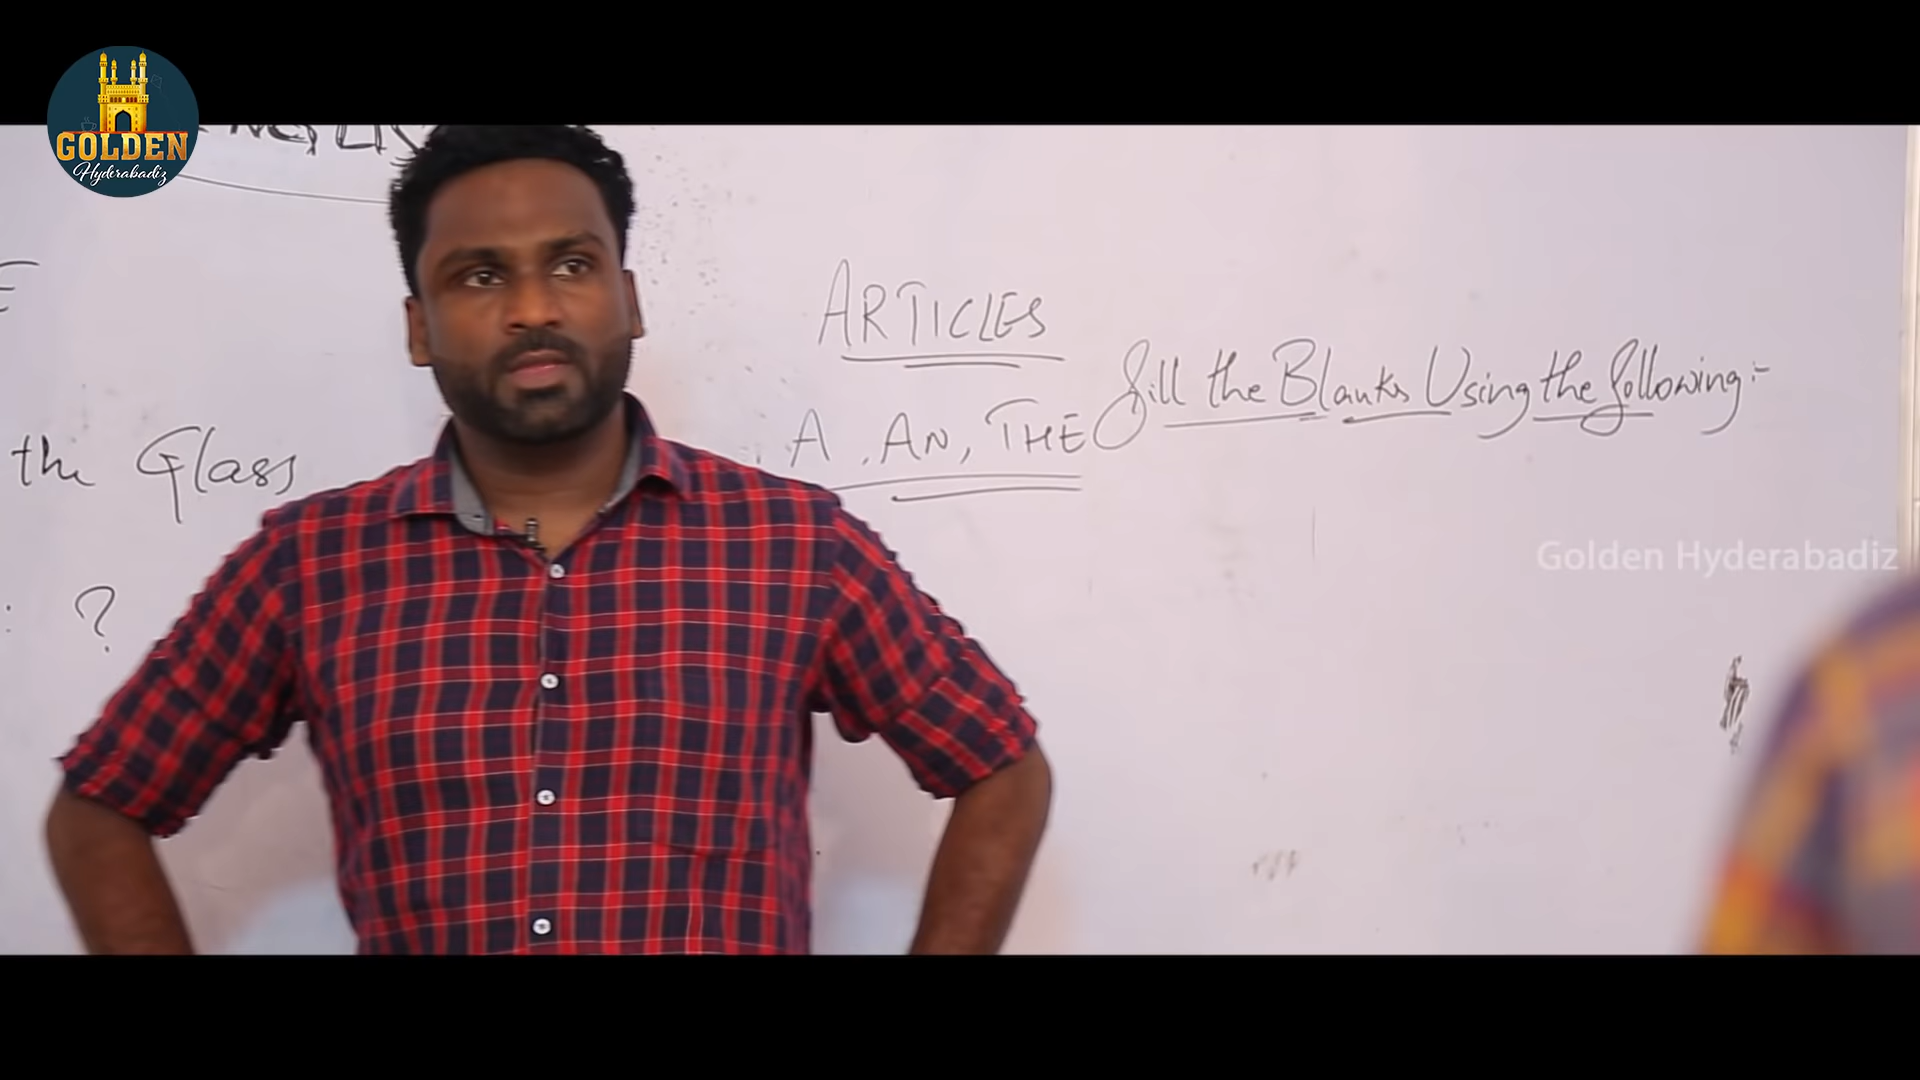 GOLDEN
Hyderabadiz
ARTICLES
A, AN, THE
fill the Blanks Using the following:-
the Glass
?
Golden Hyderabadiz